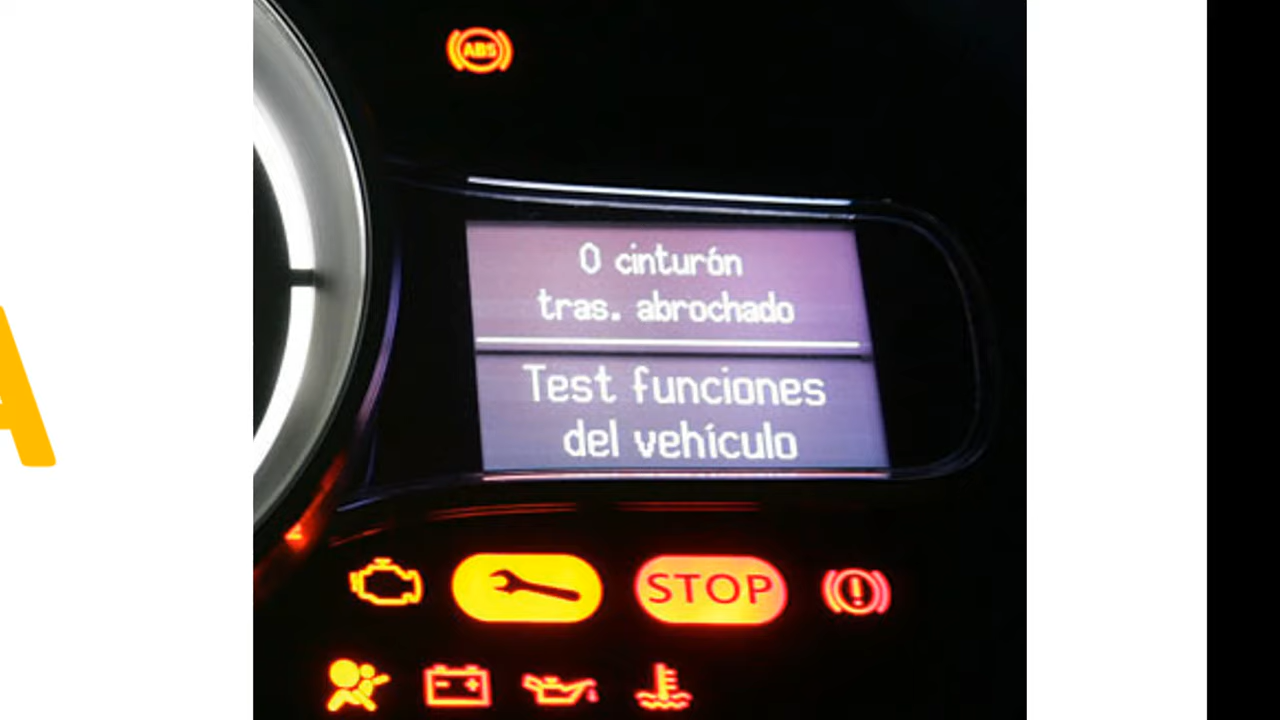 A
ABS
0 cinturón
tras. abrochado
Test funciones
del vehículo
STOP